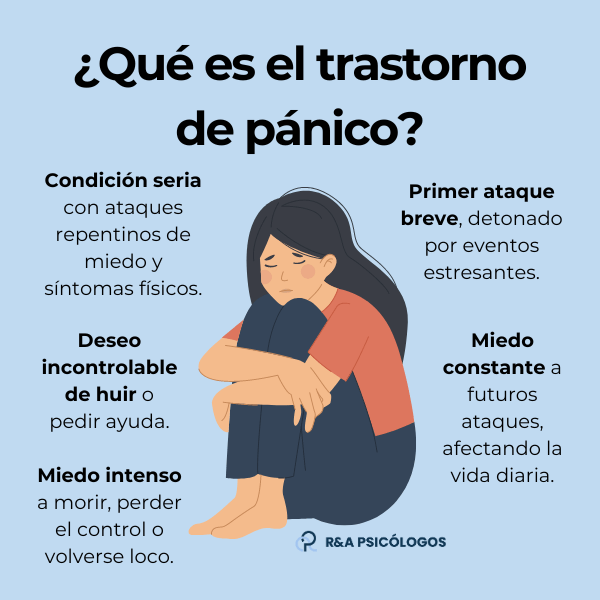 ¿Qué es el trastorno
de pánico?
Condición seria
con ataques
repentinos de
miedo y
síntomas físicos.
Deseo
incontrolable
de huir o
pedir ayuda.
Miedo intenso
a morir, perder
el control o
volverse loco.
Primer ataque
breve, detonado
por eventos
estresantes.
Miedo
constante a
futuros
ataques,
afectando la
vida diaria.
R&A PSICÓLOGOS